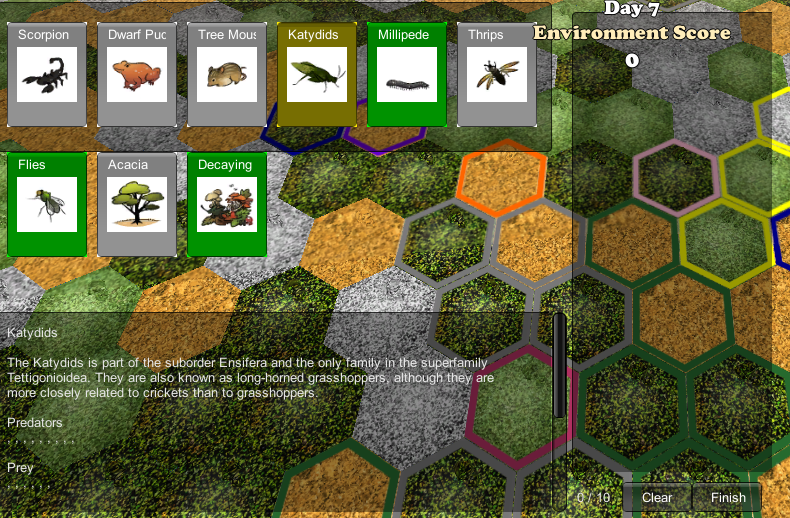 Day 7
Environment Score
0
Scorpion
Dwarf Puc
Tree Mous
Katydids
Millipede
Thrips
Flies
Acacia
Decaying
Katydids
The Katydids is part of the suborder Ensifera and the only family in the superfamily
Tettigonioidea. They are also known as long-horned grasshoppers, although they are
more closely related to crickets than to grasshoppers.
Predators
, , , , , , , , ,
Prey
, , , , , ,
/ 10
Clear
Finish